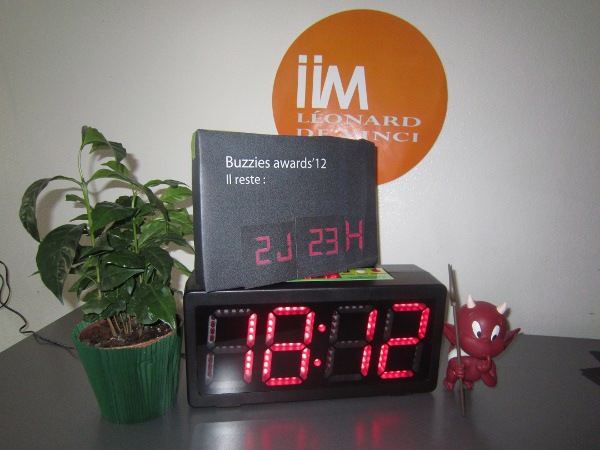 iiM
LÉONARD
DE VINCI
Buzzies awards'12
Il reste :
2J 23H
18:12